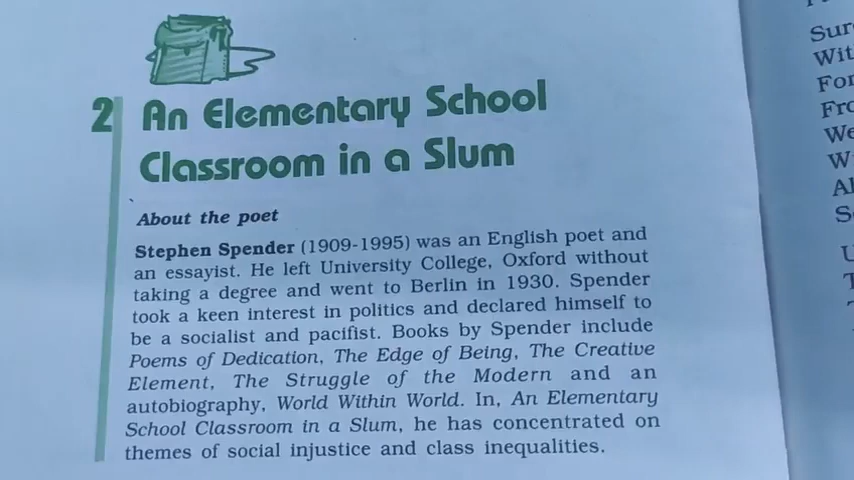 2 An Elementary School
Classroom in a Slum
About the poet
Stephen Spender (1909-1995) was an English poet and
an essayist. He left University College, Oxford without
taking a degree and went to Berlin in 1930. Spender
took a keen interest in politics and declared himself to
be a socialist and pacifist. Books by Spender include
Poems of Dedication, The Edge of Being, The Creative
Element, The Struggle of the Modern and an
autobiography, World Within World. In, An Elementary
School Classroom in a Slum, he has concentrated on
themes of social injustice and class inequalities.